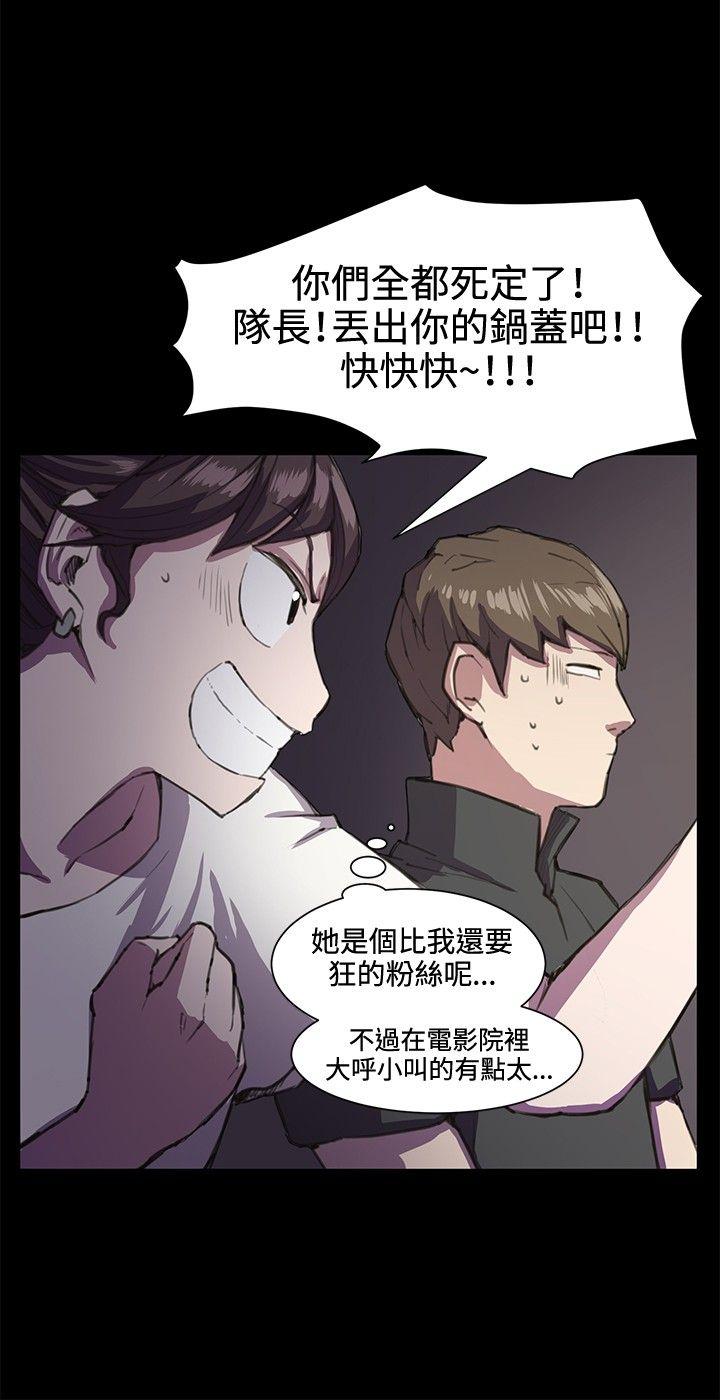 你們全都死定了!
隊長!丟出你的鍋蓋吧!!
快快快~!!!
她是個比我還要
狂的粉絲呢...
不過在電影院裡
大呼小叫的有點太...